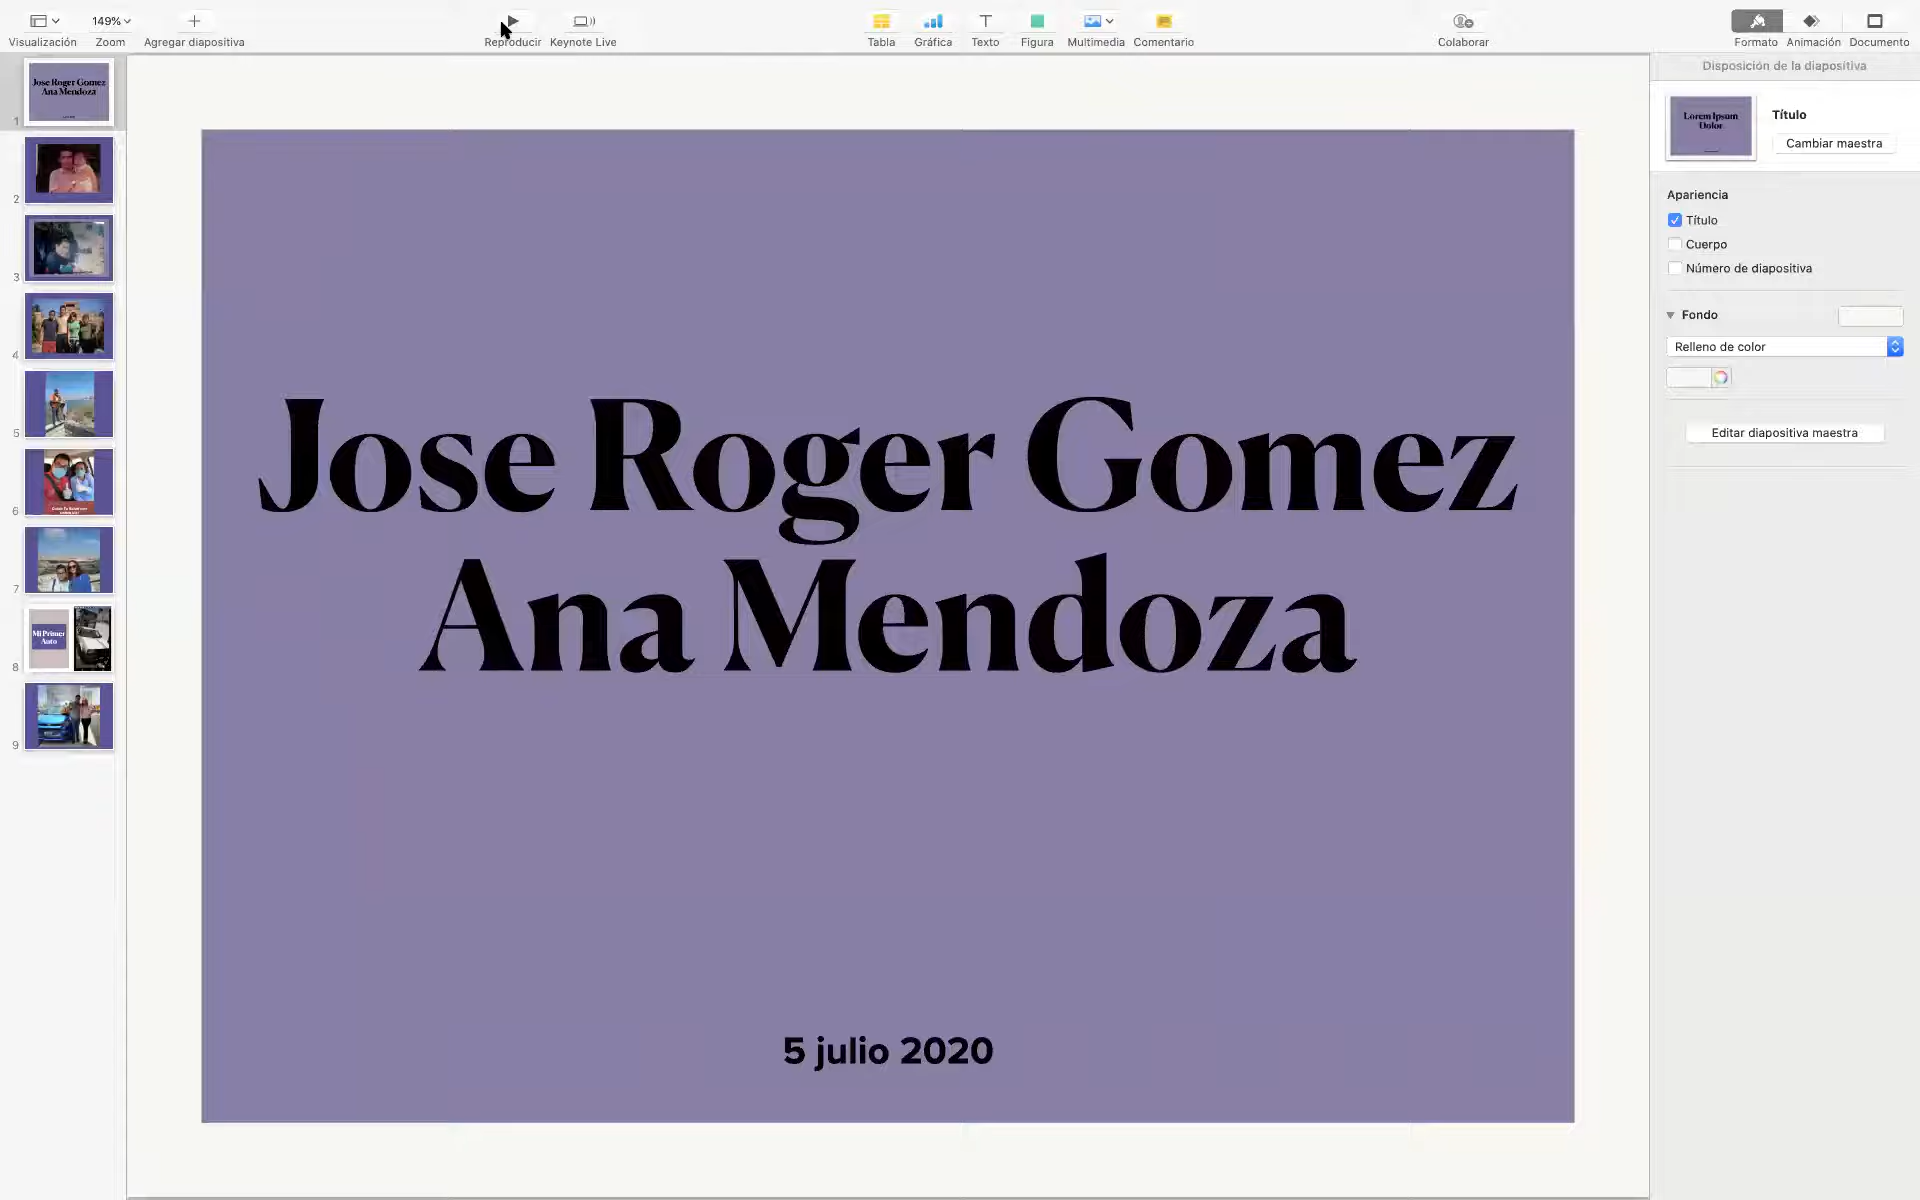 149%
Visualización
Zoom
Agregar diapositiva
Reproducir
Keynote Live
Tabla
Gráfica
Texto
Figura
Multimedia
Comentario
Colaborar
Formato
Animación
Documento
Jose Roger Gomez
Ana Mendoza
1
2
3
4
5
6
7
Mi Primer
Auto
8
9
Jose Roger Gomez
Ana Mendoza
5 julio 2020
Disposición de la diapositiva
Lorem Ipsum
Dolor
Título
Cambiar maestra
Apariencia
Título
Cuerpo
Número de diapositiva
Fondo
Relleno de color
Editar diapositiva maestra